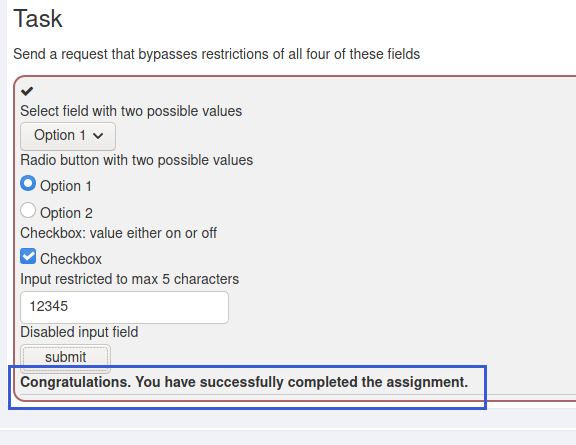 Task
Send a request that bypasses restrictions of all four of these fields
Select field with two possible values
Option 1
Radio button with two possible values
Option 1
Option 2
Checkbox: value either on or off
Checkbox
Input restricted to max 5 characters
12345
Disabled input field
submit
Congratulations. You have successfully completed the assignment.